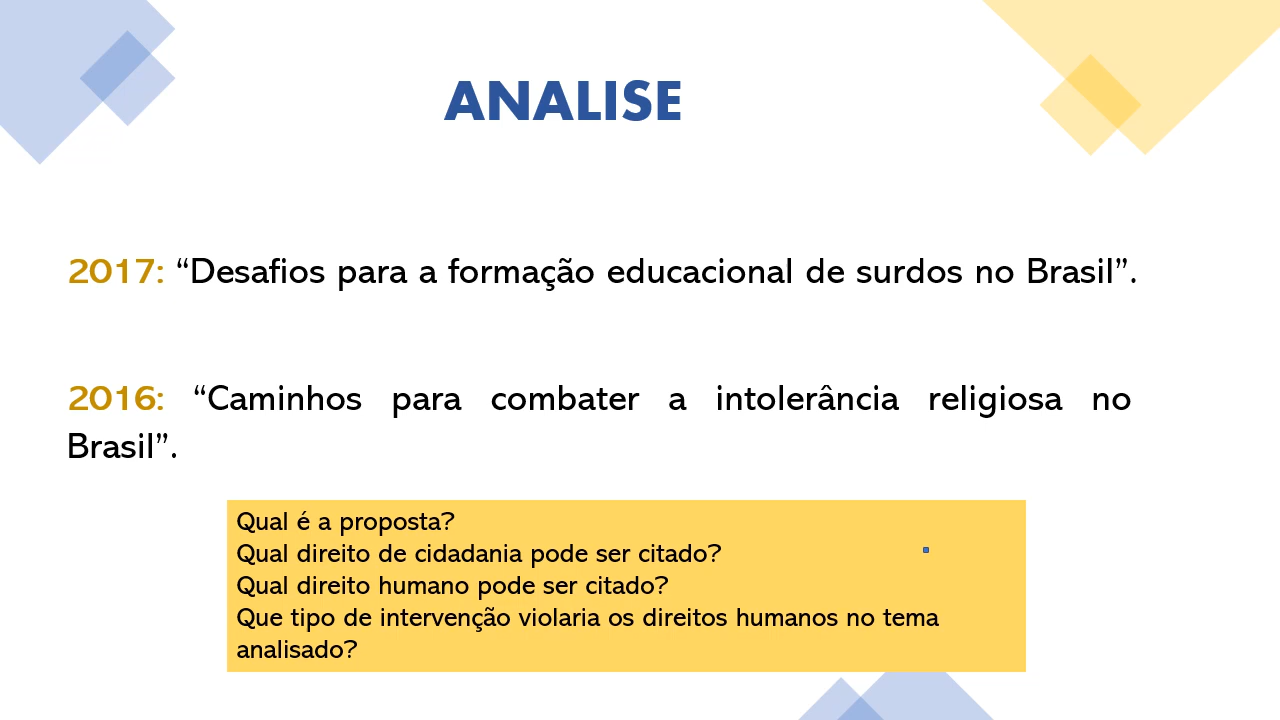 ANALISE
2017: “Desafios para a formação educacional de surdos no Brasil”.
2016: “Caminhos para combater a intolerância religiosa no
Brasil”.
Qual é a proposta?
Qual direito de cidadania pode ser citado?
Qual direito humano pode ser citado?
Que tipo de intervenção violaria os direitos humanos no tema
analisado?